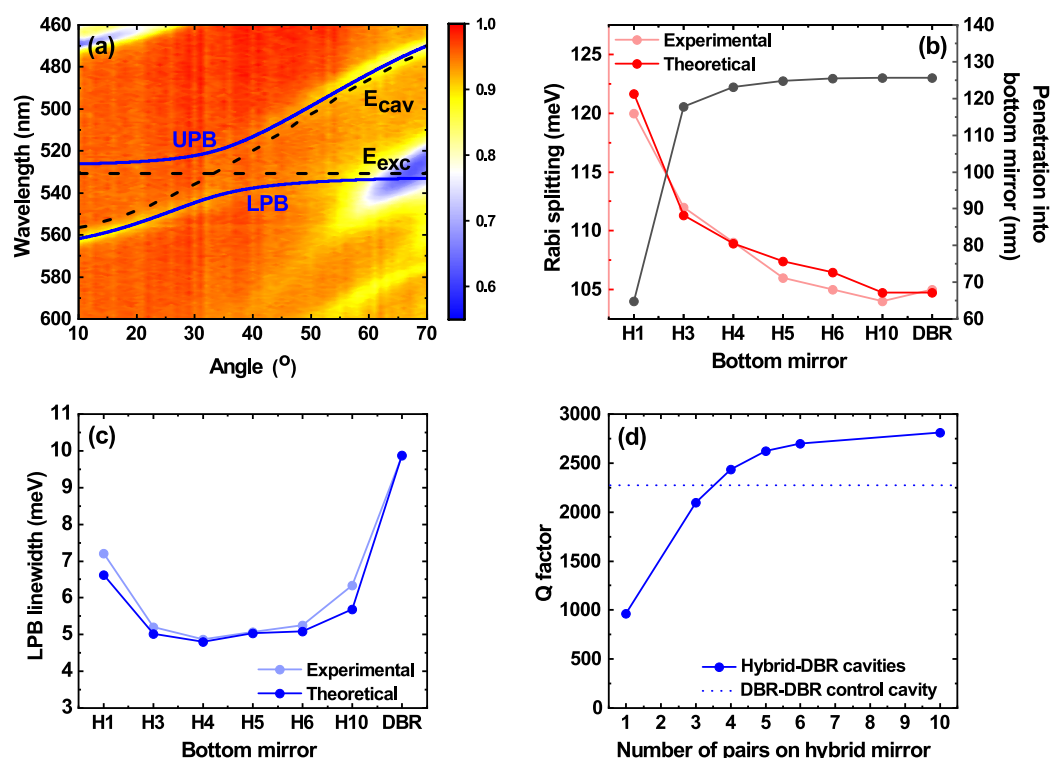 (a)
460
480
500
520
540
560
580
600
Wavelength (nm)
10 20 30 40 50 60 70
Angle (°)
UPB
LPB
E_cav
E_exc
1.0
0.9
0.8
0.7
0.6
(b)
Experimental
Theoretical
125
120
115
110
105
Rabi splitting (meV)
140
130
120
110
100
90
80
70
60
Penetration into
bottom mirror (nm)
H1 H3 H4 H5 H6 H10 DBR
Bottom mirror
(c)
11
10
9
8
7
6
5
4
3
LPB linewidth (meV)
Experimental
Theoretical
H1 H3 H4 H5 H6 H10 DBR
Bottom mirror
(d)
3000
2500
2000
1500
1000
500
0
Q factor
Hybrid-DBR cavities
DBR-DBR control cavity
1 2 3 4 5 6 7 8 9 10
Number of pairs on hybrid mirror